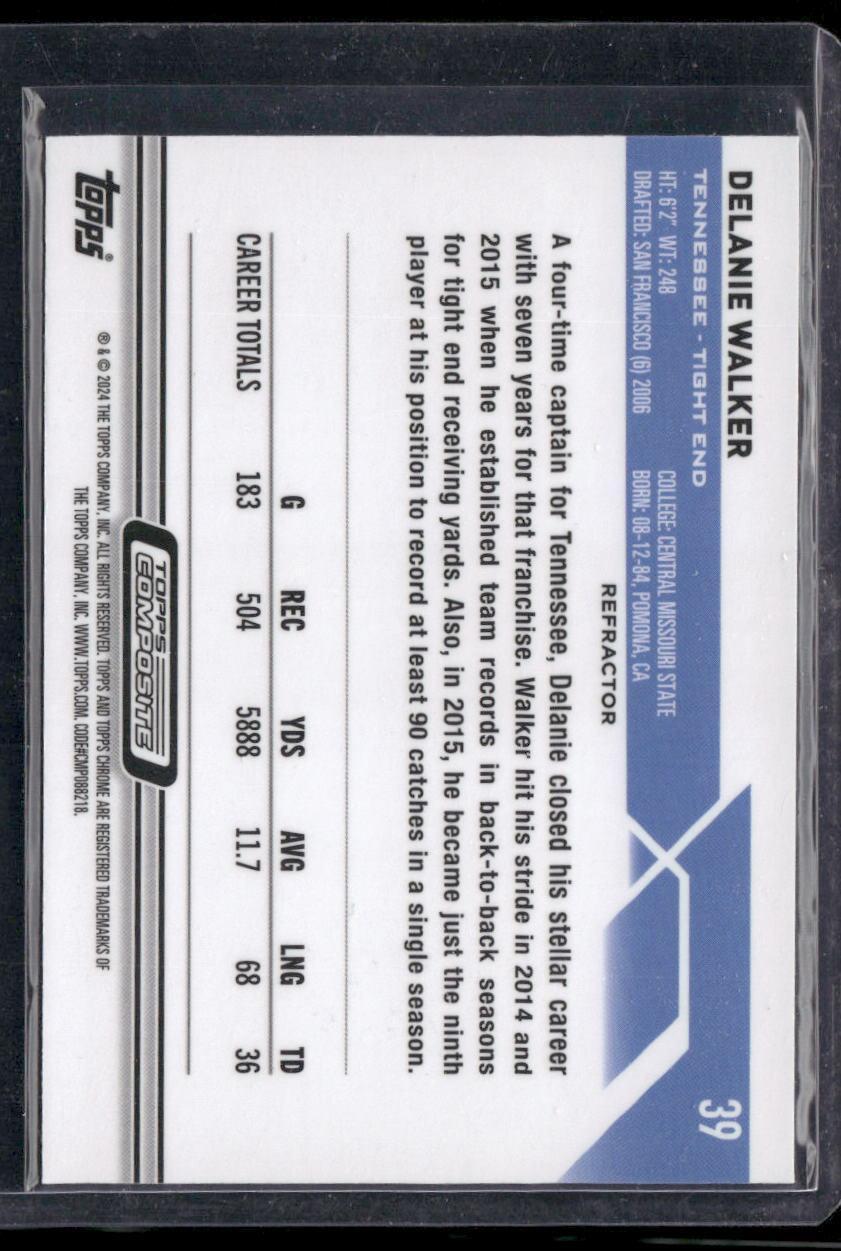 DELANIE WALKER
39
TENNESSEE - TIGHT END
HT: 6'2" WT: 248 COLLEGE: CENTRAL MISSOURI STATE
DRAFTED: SAN FRANCISCO (6) 2006 BORN: 08-12-84, POMONA, CA
REFRACTOR
A four-time captain for Tennessee, Delanie closed his stellar career
with seven years for that franchise. Walker hit his stride in 2014 and
2015 when he established team records in back-to-back seasons
for tight end receiving yards. Also, in 2015, he became just the ninth
player at his position to record at least 90 catches in a single season.
G REC YDS AVG LNG TD
CAREER TOTALS 183 504 5888 11.7 68 36
TOPPS
COMPOSITE
topps®
® & © 2024 THE TOPPS COMPANY, INC. ALL RIGHTS RESERVED. TOPPS AND TOPPS CHROME ARE REGISTERED TRADEMARKS OF
THE TOPPS COMPANY, INC. WWW.TOPPS.COM. CODE#CMP088218.